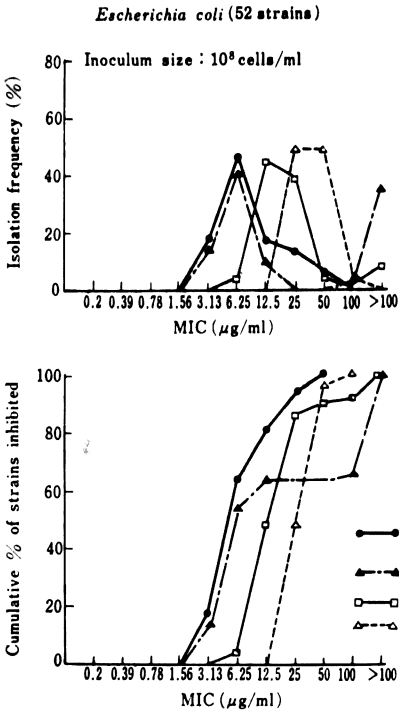 Escherichia coli (52 strains)
Inoculum size : 10⁸ cells/ml
Isolation frequency (%)
80
60
40
20
0
0.2 0.39 0.78 1.56 3.13 6.25 12.5 25 50 100 >100
MIC (μg/ml)
Cumulative % of strains inhibited
100
80
60
40
20
0
0.2 0.39 0.78 1.56 3.13 6.25 12.5 25 50 100 >100
MIC (μg/ml)